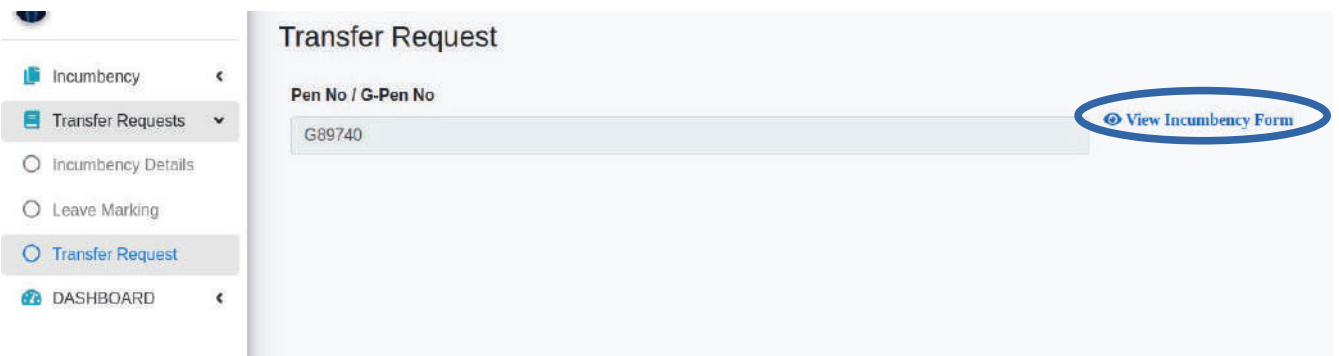 Transfer Request
Incumbency
Pen No / G-Pen No
Transfer Requests
View Incumbency Form
G89740
Incumbency Details
Leave Marking
Transfer Request
DASHBOARD